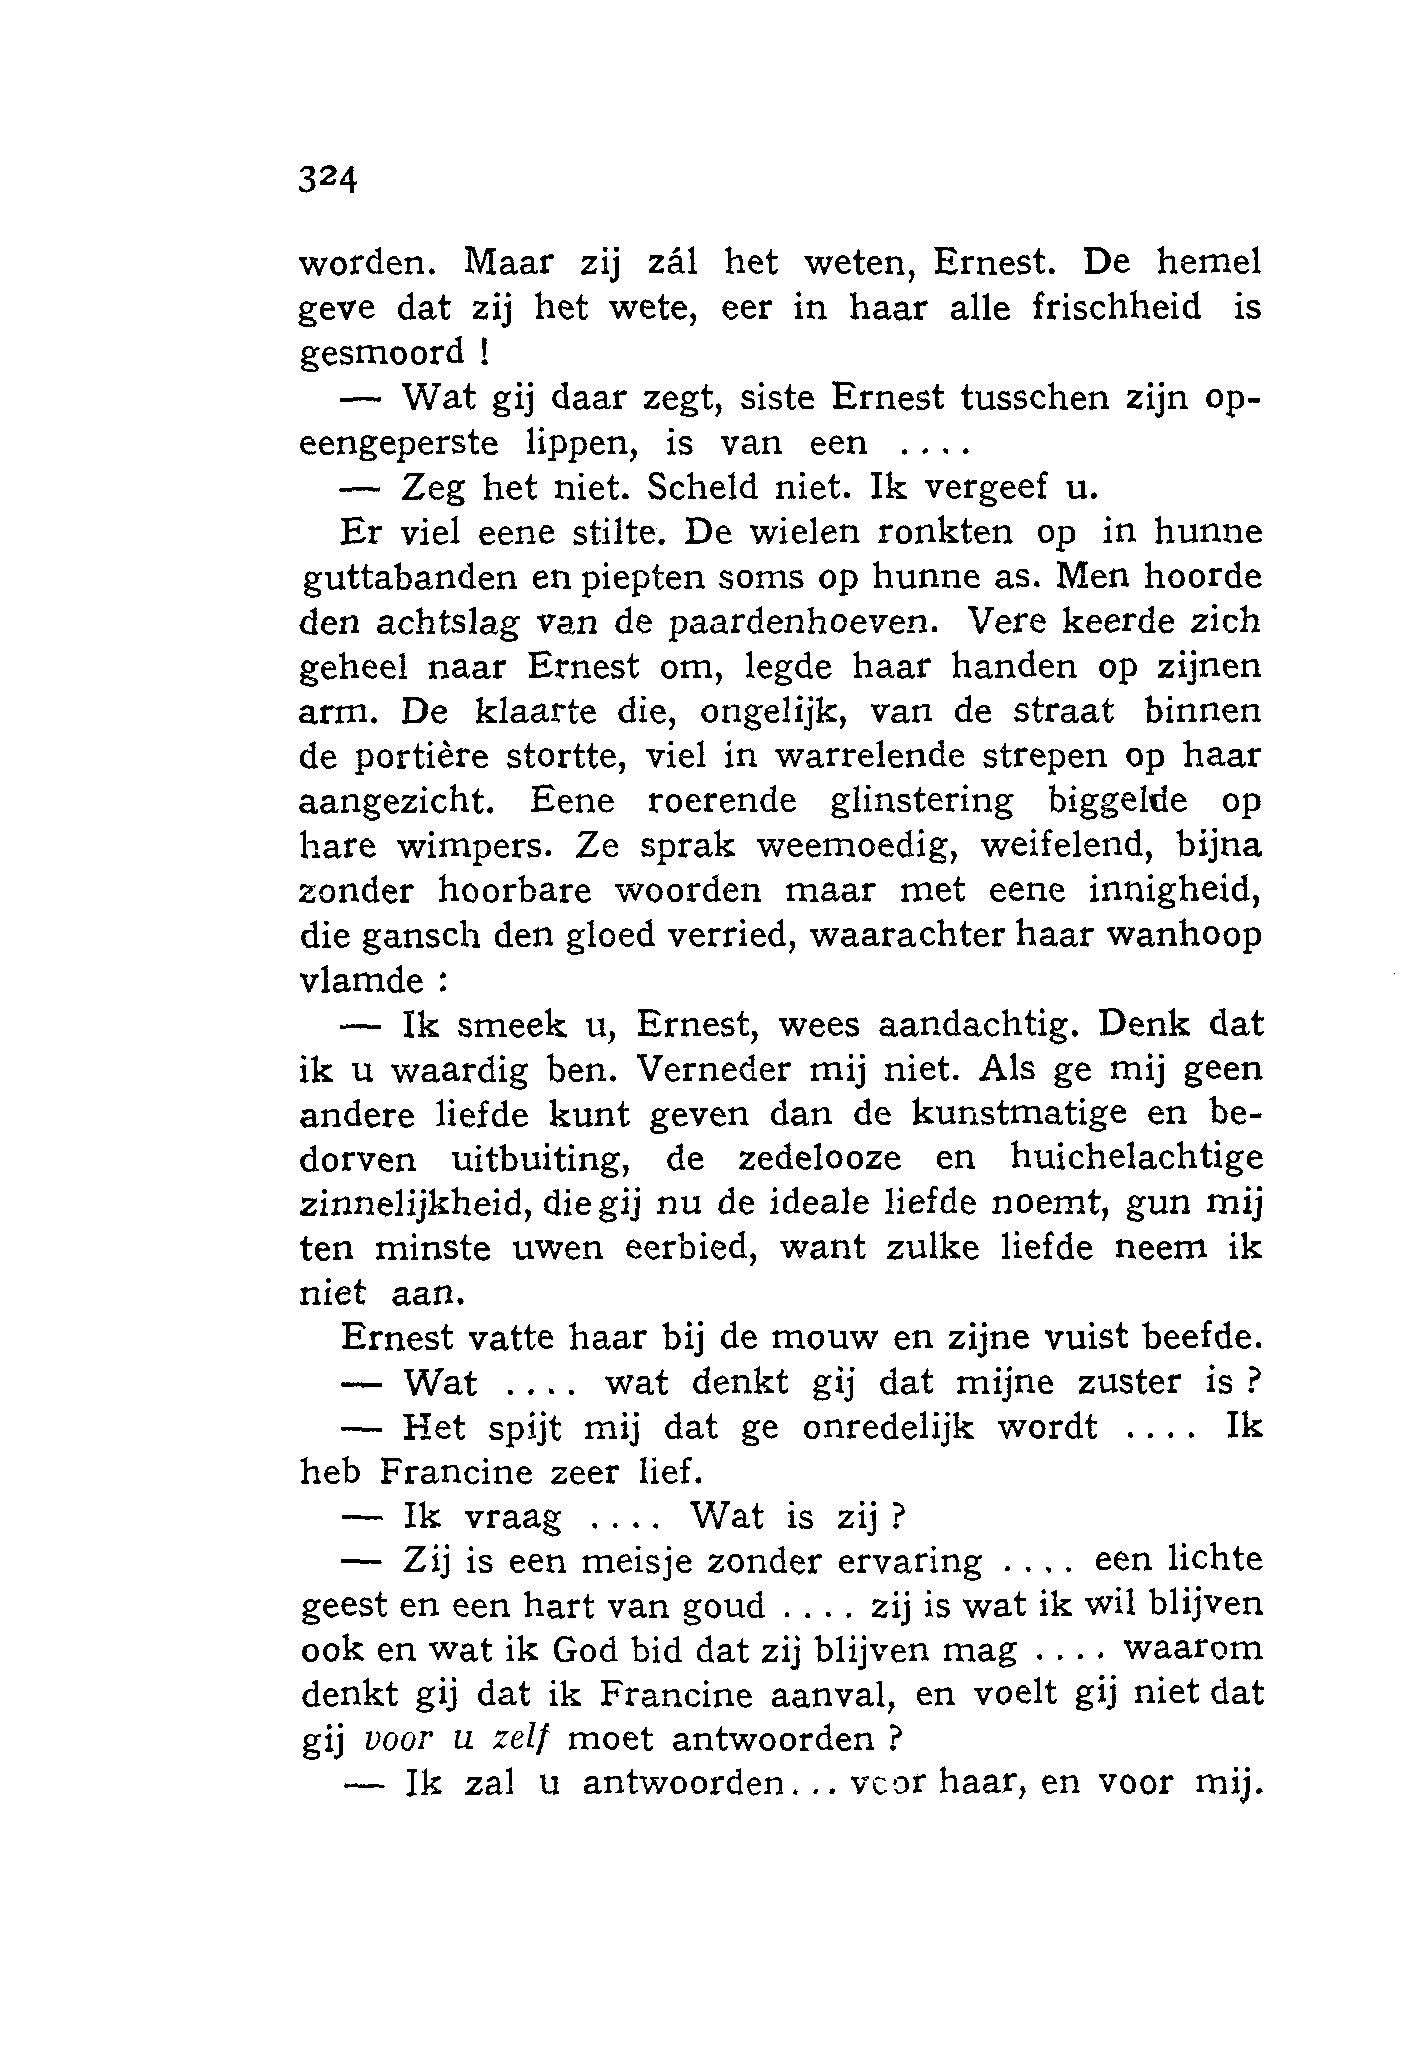 324
worden. Maar zij zál het weten, Ernest. De hemel
geve dat zij het wete, eer in haar alle frischheid is
gesmoord !
— Wat gij daar zegt, siste Ernest tusschen zijn op-
eengeperste lippen, is van een ....
— Zeg het niet. Scheld niet. Ik vergeef u.
Er viel eene stilte. De wielen ronkten op in hunne
guttabanden en piepten soms op hunne as. Men hoorde
den achtslag van de paardenhoeven. Vere keerde zich
geheel naar Ernest om, legde haar handen op zijnen
arm. De klaarte die, ongelijk, van de straat binnen
de portière stortte, viel in warrelende strepen op haar
aangezicht. Eene roerende glinstering biggelde op
hare wimpers. Ze sprak weemoedig, weifelend, bijna
zonder hoorbare woorden maar met eene innigheid,
die gansch den gloed verried, waarachter haar wanhoop
vlamde :
— Ik smeek u, Ernest, wees aandachtig. Denk dat
ik u waardig ben. Verneder mij niet. Als ge mij geen
andere liefde kunt geven dan de kunstmatige en be-
dorven uitbuiting, de zedelooze en huichelachtige
zinnelijkheid, die gij nu de ideale liefde noemt, gun mij
ten minste uwen eerbied, want zulke liefde neem ik
niet aan.
Ernest vatte haar bij de mouw en zijne vuist beefde.
— Wat .... wat denkt gij dat mijne zuster is ?
— Het spijt mij dat ge onredelijk wordt .... Ik
heb Francine zeer lief.
— Ik vraag .... Wat is zij ?
— Zij is een meisje zonder ervaring .... een lichte
geest en een hart van goud .... zij is wat ik wil blijven
ook en wat ik God bid dat zij blijven mag .... waarom
denkt gij dat ik Francine aanval, en voelt gij niet dat
gij voor u zelf moet antwoorden ?
— Ik zal u antwoorden... voor haar, en voor mij.